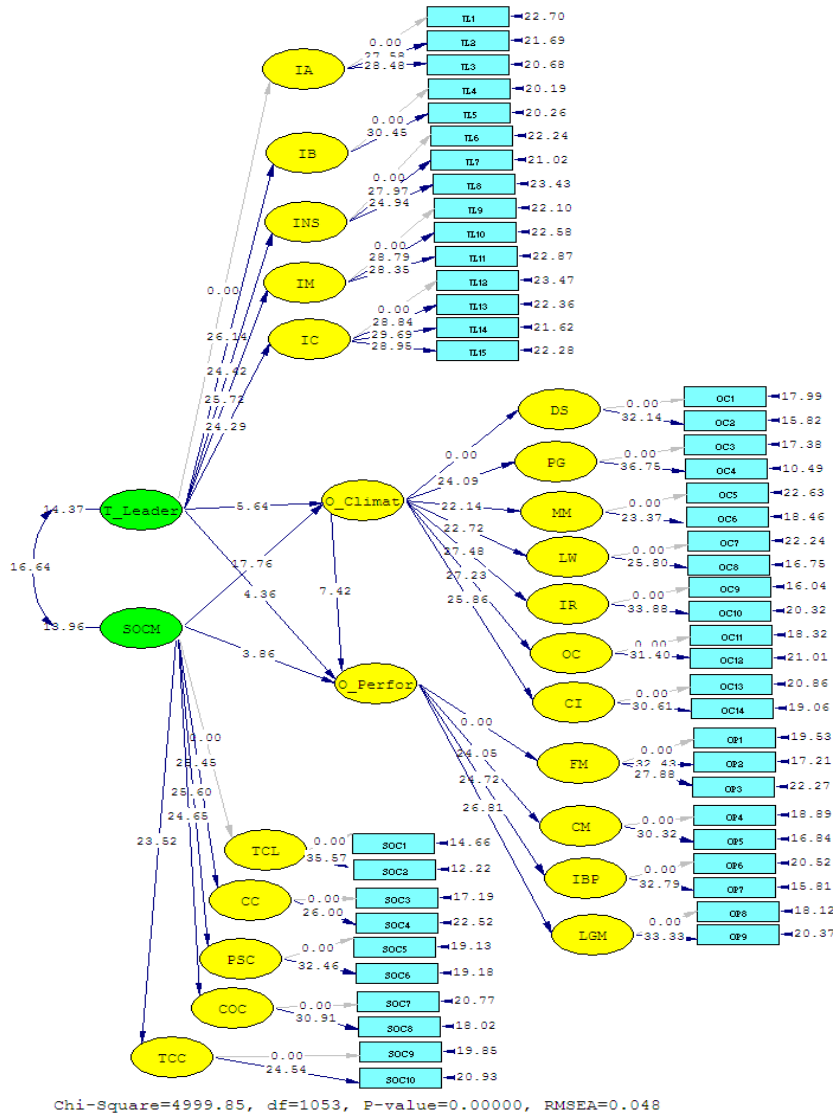 TL1 22.70
0.00
TL2 21.69
27.58
IA
28.48 TL3 20.68
TL4 20.19
0.00
TL5 20.26
30.45
IB
TL6 22.24
0.00
TL7 21.02
27.97
TL8 23.43
24.94
INS
TL9 22.10
0.00
TL10 22.58
28.79
TL11 22.87
28.35
IM
TL12 23.47
0.00
TL13 22.36
28.84
IC
29.69 TL14 21.62
28.95 TL15 22.28
0.00
26.14
24.42
25.72
24.29
DS
0.00 OC1 17.99
32.14 OC2 15.82
0.00
PG
0.00 OC3 17.38
36.75 OC4 10.49
24.09
MM
0.00 OC5 22.63
23.37 OC6 18.46
22.14
LW
0.00 OC7 22.24
25.80 OC8 16.75
22.72
IR
0.00 OC9 16.04
33.88 OC10 20.32
27.48
OC
0.00 OC11 18.32
31.40 OC12 21.01
27.23
CI
0.00 OC13 20.86
30.61 OC14 19.06
25.86
14.37 T_Leader 5.64 O_Climat
16.64
17.76
4.36
7.42
13.96 SOCM 3.86 O_Perfor
0.00
FM
0.00 OP1 19.53
32.43 OP2 17.21
27.88 OP3 22.27
24.05
CM
0.00 OP4 18.89
30.32 OP5 16.84
24.72
IBP
0.00 OP6 20.52
32.79 OP7 15.81
26.81
LGM
0.00 OP8 18.12
33.33 OP9 20.37
0.00
25.60
24.65
23.52
TCL
0.00 SOC1 14.66
35.57 SOC2 12.22
CC
0.00 SOC3 17.19
26.00 SOC4 22.52
PSC
0.00 SOC5 19.13
32.46 SOC6 19.18
COC
0.00 SOC7 20.77
30.91 SOC8 18.02
TCC
0.00 SOC9 19.85
24.54 SOC10 20.93
Chi-Square=4999.85, df=1053, P-value=0.00000, RMSEA=0.048